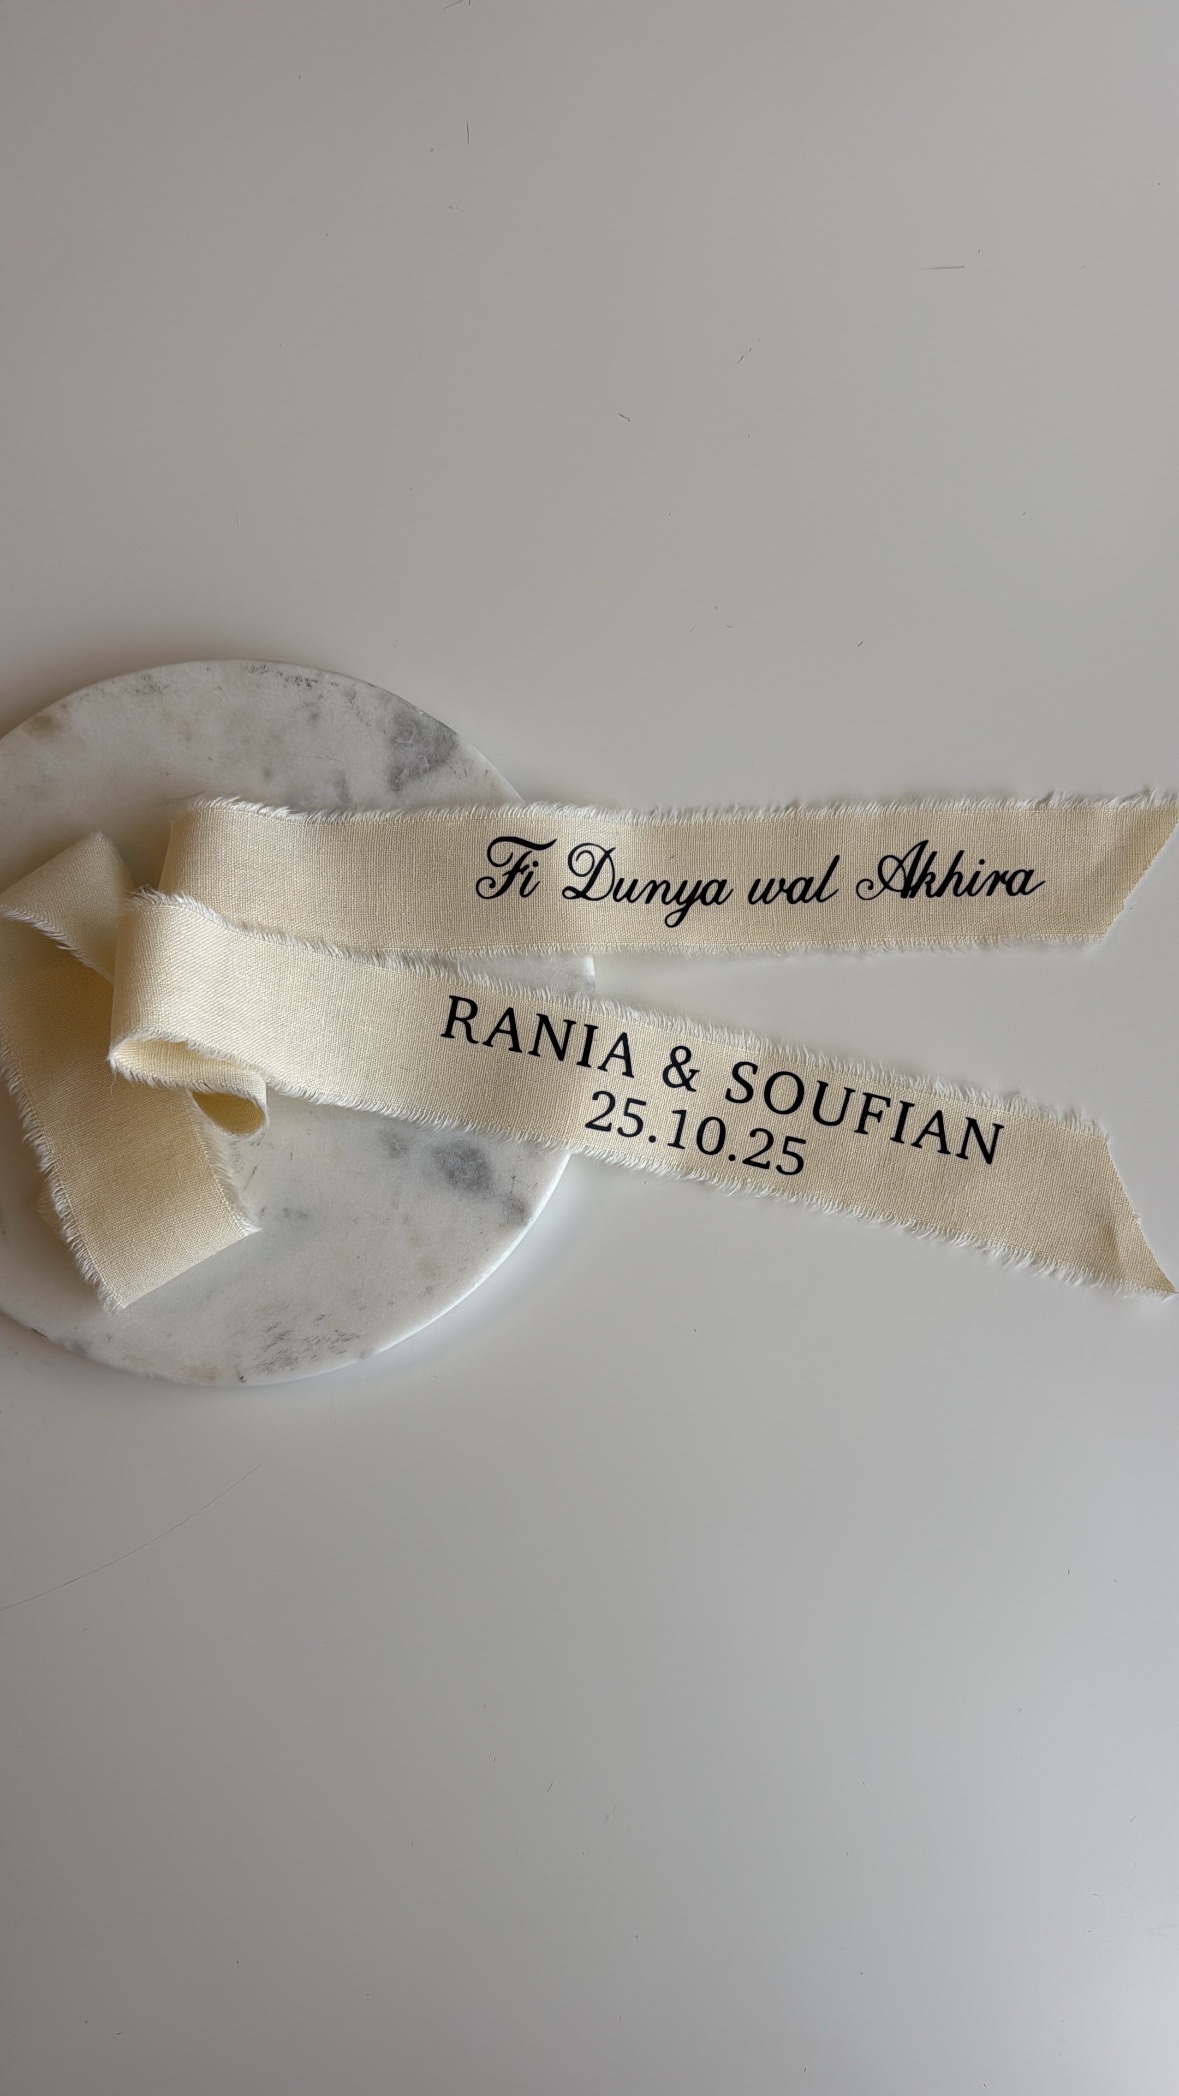 Fi Dunya wal Akhira
RANIA & SOUFIAN
25.10.25